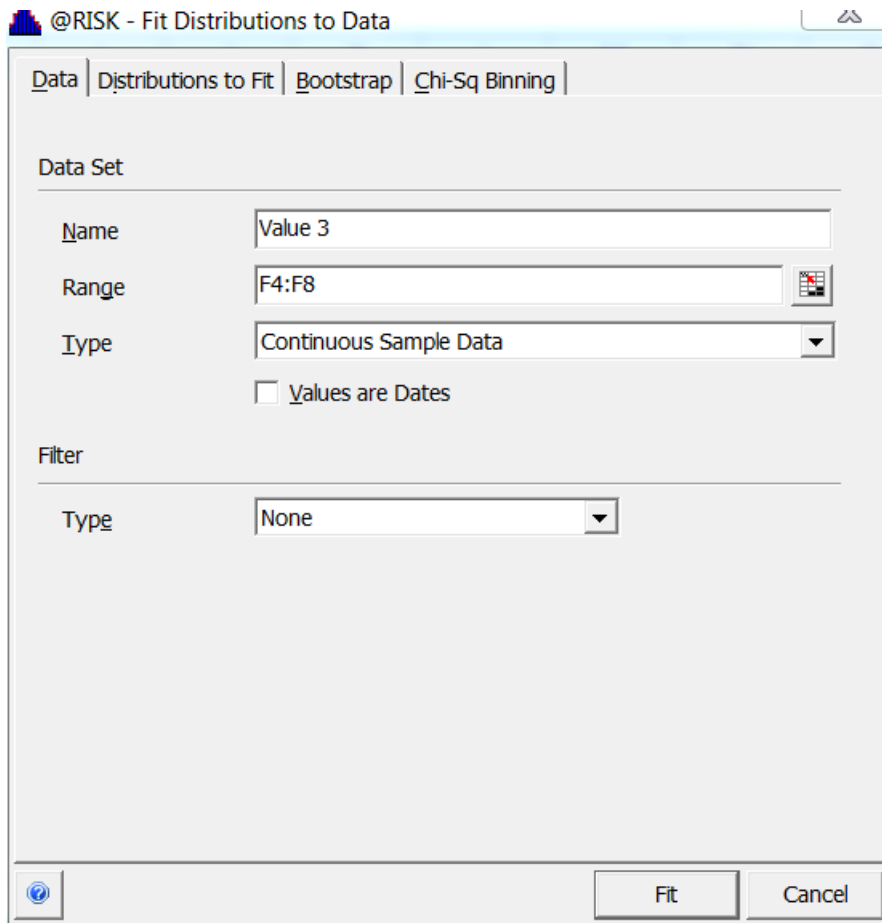 @RISK - Fit Distributions to Data
Data Distributions to Fit Bootstrap Chi-Sq Binning
Data Set
Name Value 3
Range F4:F8
Type Continuous Sample Data
Values are Dates
Filter
Type None
Fit Cancel